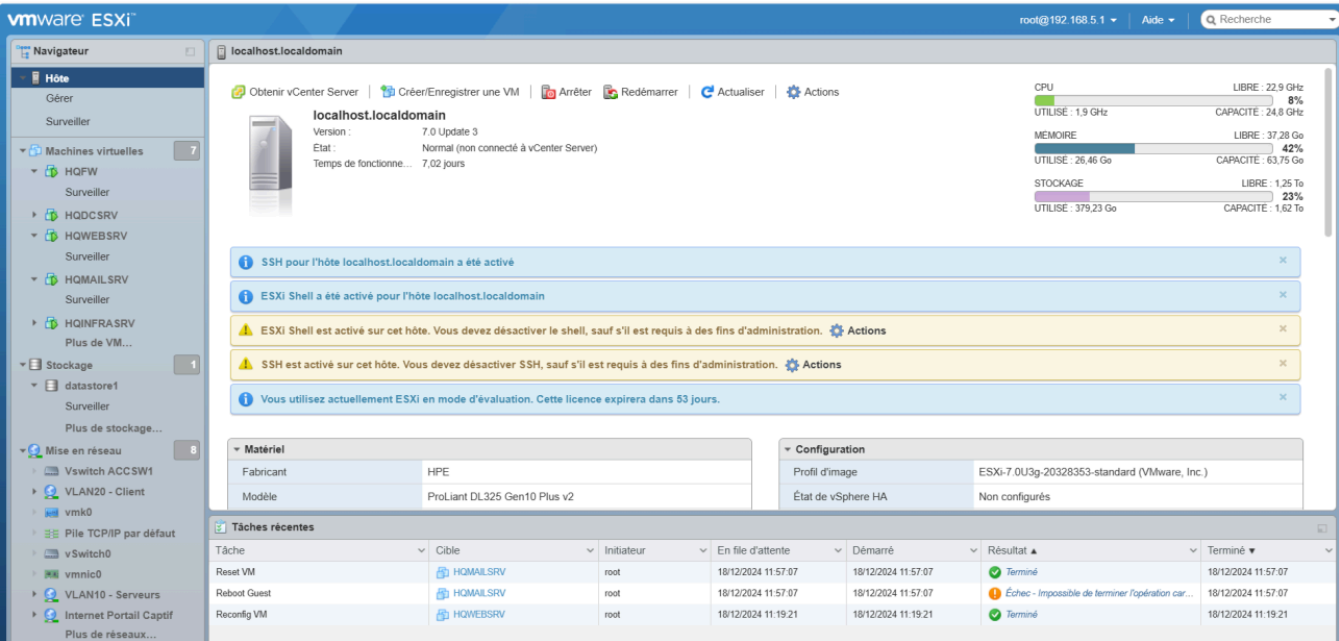 vmware ESXi™
root@192.168.5.1 Aide Recherche
Navigateur
Hôte
Gérer
Surveiller
Machines virtuelles 7
HQFW
Surveiller
HQDCSRV
HQWEBSRV
Surveiller
HQMAILSRV
Surveiller
HQINFRASRV
Plus de VM...
Stockage 1
datastore1
Surveiller
Plus de stockage...
Mise en réseau 8
Vswitch ACCSW1
VLAN20 - Client
vmk0
Pile TCP/IP par défaut
vSwitch0
vmnic0
VLAN10 - Serveurs
Internet Portail Captif
Plus de réseaux...
localhost.localdomain
Obtenir vCenter Server Créer/Enregistrer une VM Arrêter Redémarrer Actualiser Actions
localhost.localdomain
Version : 7.0 Update 3
État : Normal (non connecté à vCenter Server)
Temps de fonctionne... 7,02 jours
CPU LIBRE : 22,9 GHz
8%
UTILISÉ : 1,9 GHz CAPACITÉ : 24,8 GHz
MÉMOIRE LIBRE : 37,28 Go
42%
UTILISÉ : 26,46 Go CAPACITÉ : 63,75 Go
STOCKAGE LIBRE : 1,25 To
23%
UTILISÉ : 379,23 Go CAPACITÉ : 1,62 To
SSH pour l'hôte localhost.localdomain a été activé
ESXi Shell a été activé pour l'hôte localhost.localdomain
ESXi Shell est activé sur cet hôte. Vous devez désactiver le shell, sauf s'il est requis à des fins d'administration. Actions
SSH est activé sur cet hôte. Vous devez désactiver SSH, sauf s'il est requis à des fins d'administration. Actions
Vous utilisez actuellement ESXi en mode d'évaluation. Cette licence expirera dans 53 jours.
Matériel
Fabricant HPE
Modèle ProLiant DL325 Gen10 Plus v2
Configuration
Profil d'image ESXi-7.0U3g-20328353-standard (VMware, Inc.)
État de vSphere HA Non configurés
Tâches récentes
Tâche Cible Initiateur En file d'attente Démarré Résultat Terminé
Reset VM HQMAILSRV root 18/12/2024 11:57:07 18/12/2024 11:57:07 Terminé 18/12/2024 11:57:07
Reboot Guest HQMAILSRV root 18/12/2024 11:57:07 18/12/2024 11:57:07 Échec - Impossible de terminer l'opération car... 18/12/2024 11:57:07
Reconfig VM HQWEBSRV root 18/12/2024 11:19:21 18/12/2024 11:19:21 Terminé 18/12/2024 11:19:21